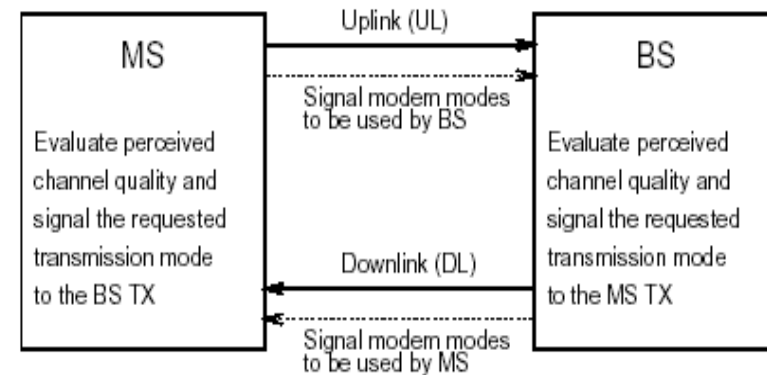 Uplink (UL)
MS
BS
Signal modern modes
to be used by BS
Evaluate perceived
channel quality and
signal the requested
transmission mode
to the BS TX
Evaluate perceived
channel quality and
signal the requested
transmission mode
to the MS TX
Downlink (DL)
Signal modern modes
to be used by MS